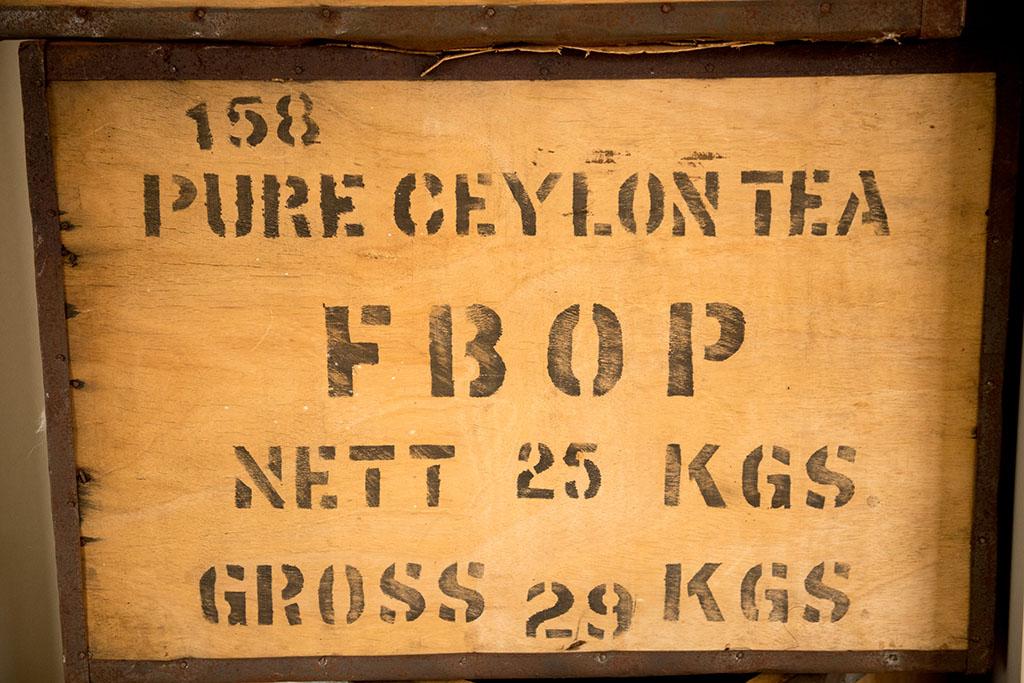 158
PURE CEYLON TEA
FBOP
NETT 25 KGS
GROSS 29 KGS